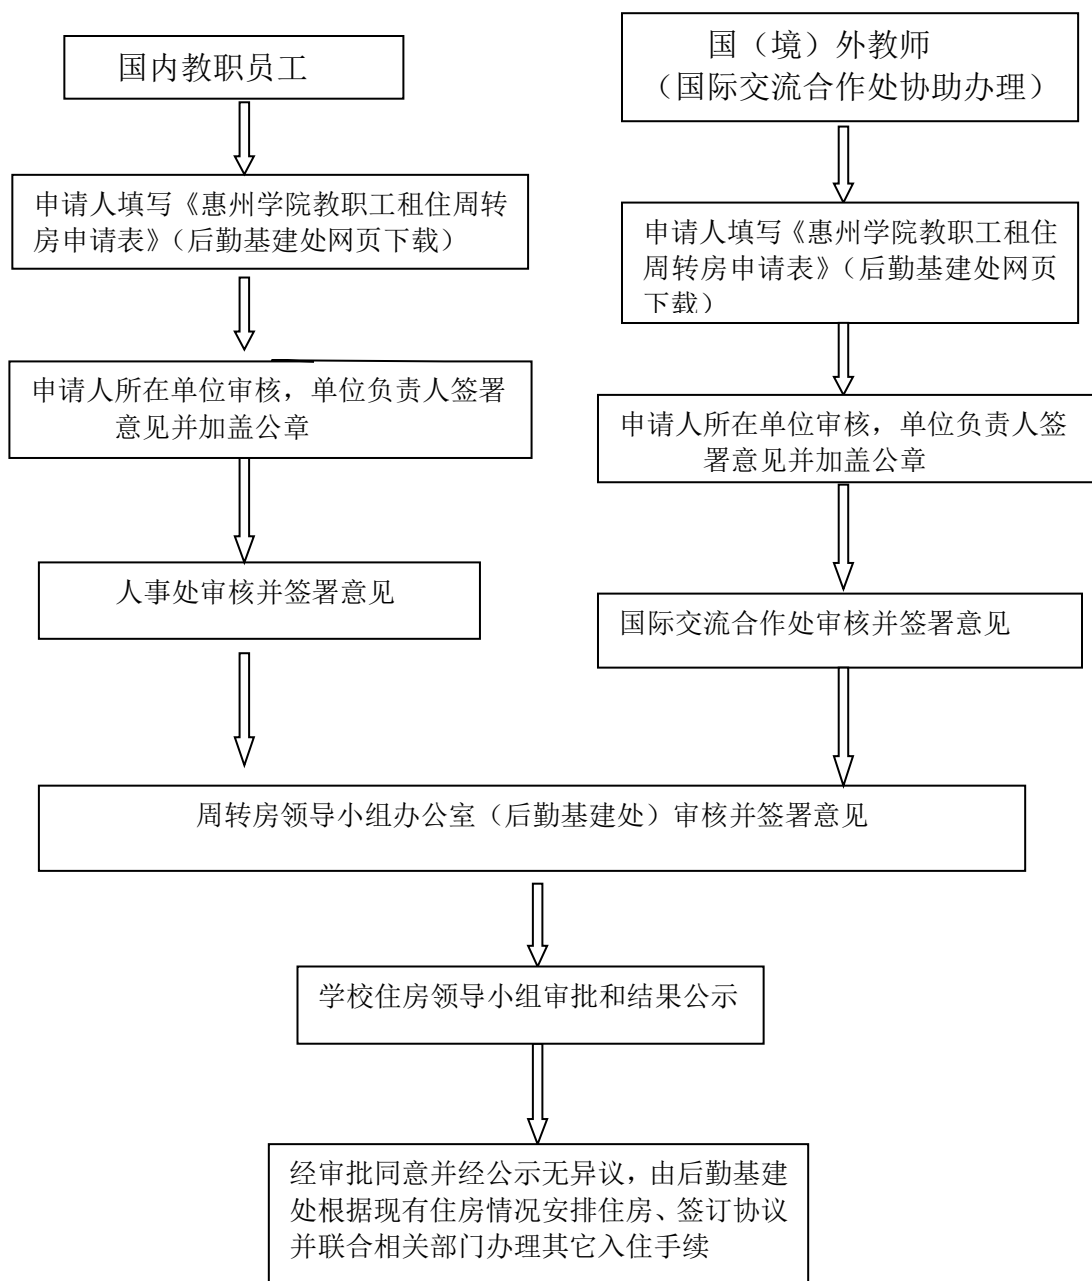 国内教职员工
申请人填写《惠州学院教职工租住周转
房申请表》（后勤基建处网页下载）
申请人所在单位审核，单位负责人签署
意见并加盖公章
人事处审核并签署意见
国（境）外教师
（国际交流合作处协助办理）
申请人填写《惠州学院教职工租住
周转房申请表》（后勤基建处网页
下载）
申请人所在单位审核，单位负责人签
署意见并加盖公章
国际交流合作处审核并签署意见
周转房领导小组办公室（后勤基建处）审核并签署意见
学校住房领导小组审批和结果公示
经审批同意并经公示无异议，由后勤基建
处根据现有住房情况安排住房、签订协议
并联合相关部门办理其它入住手续